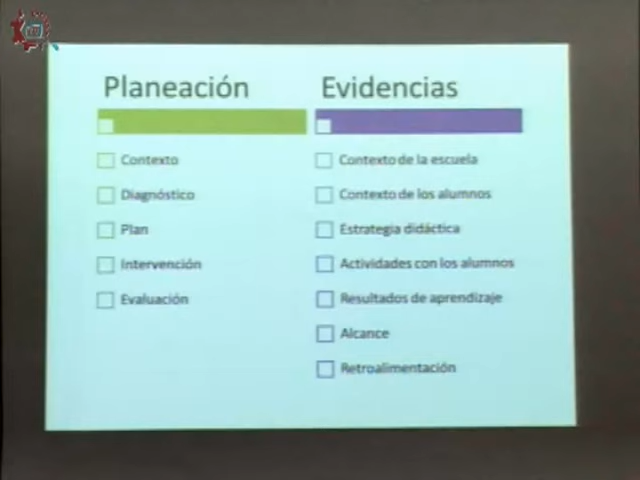 Planeación
Evidencias
Contexto
Diagnóstico
Plan
Intervención
Evaluación
Contexto de la escuela
Contexto de los alumnos
Estrategia didáctica
Actividades con los alumnos
Resultados de aprendizaje
Alcance
Retroalimentación